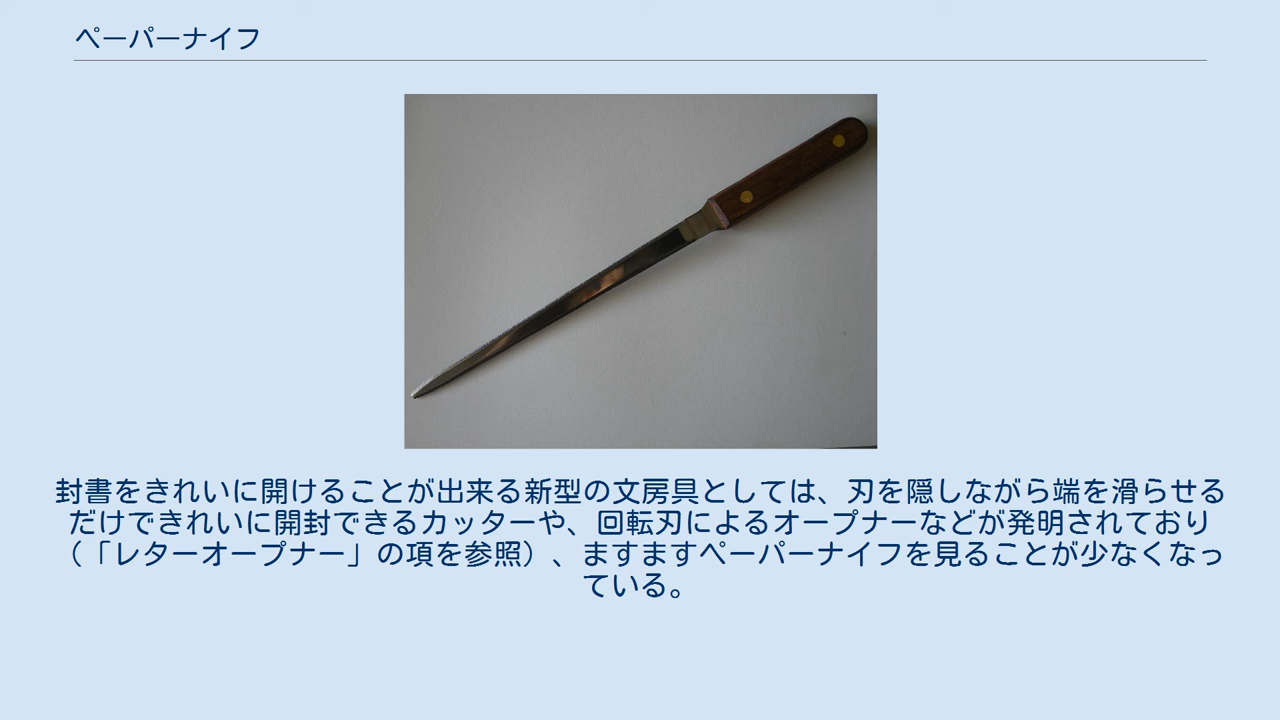 ペーパーナイフ
封書をきれいに開けることが出来る新型の文房具としては、刃を隠しながら端を滑らせる
だけできれいに開封できるカッターや、回転刃によるオープナーなどが発明されており
（「レターオープナー」の項を参照）、ますますペーパーナイフを見ることが少なくなっ
ている。